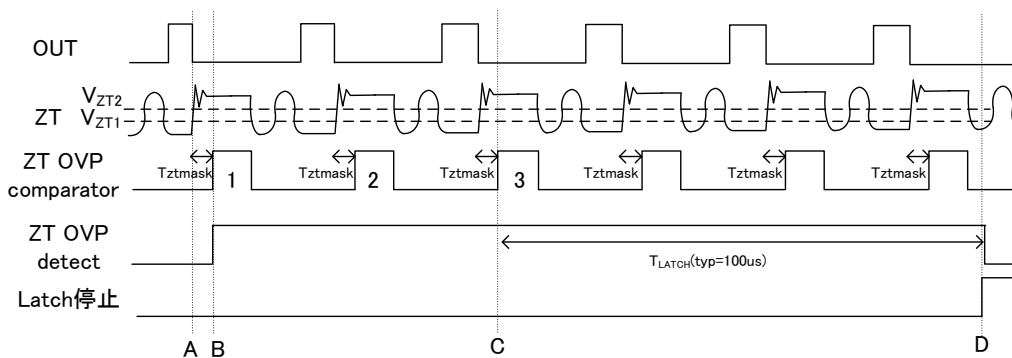 OUT
VZT2
ZT VZT1
ZT OVP
comparator
Tztmask 1 Tztmask 2 Tztmask 3 Tztmask Tztmask Tztmask
ZT OVP
detect
TLATCH(typ=100us)
Latch停止
A B C D